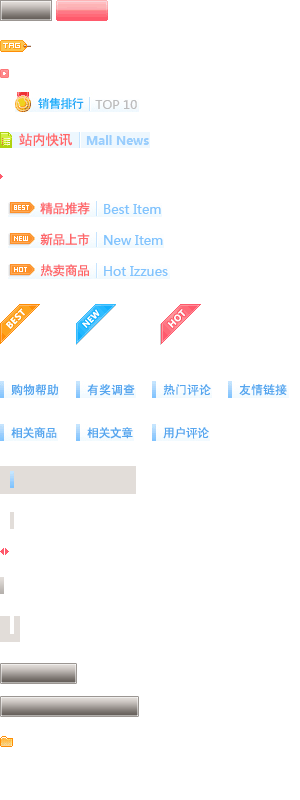 TAG
销售排行 TOP 10
站内快讯 Mall News
BEST 精品推荐 Best Item
NEW 新品上市 New Item
HOT 热卖商品 Hot Izzues
BEST NEW HOT
购物帮助 有奖调查 热门评论 友情链接
相关商品 相关文章 用户评论